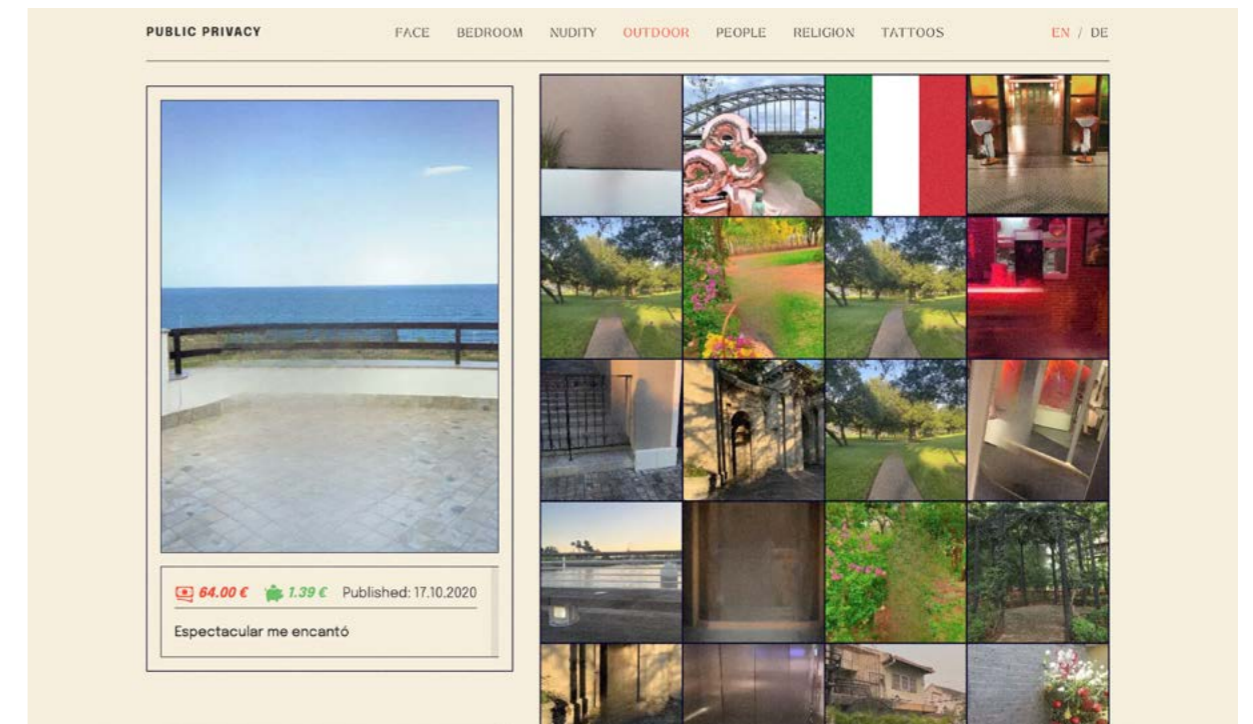 PUBLIC PRIVACY FACE BEDROOM NUDITY OUTDOOR PEOPLE RELIGION TATTOOS EN / DE
64.00 € 1.39 € Published: 17.10.2020
Espectacular me encantó